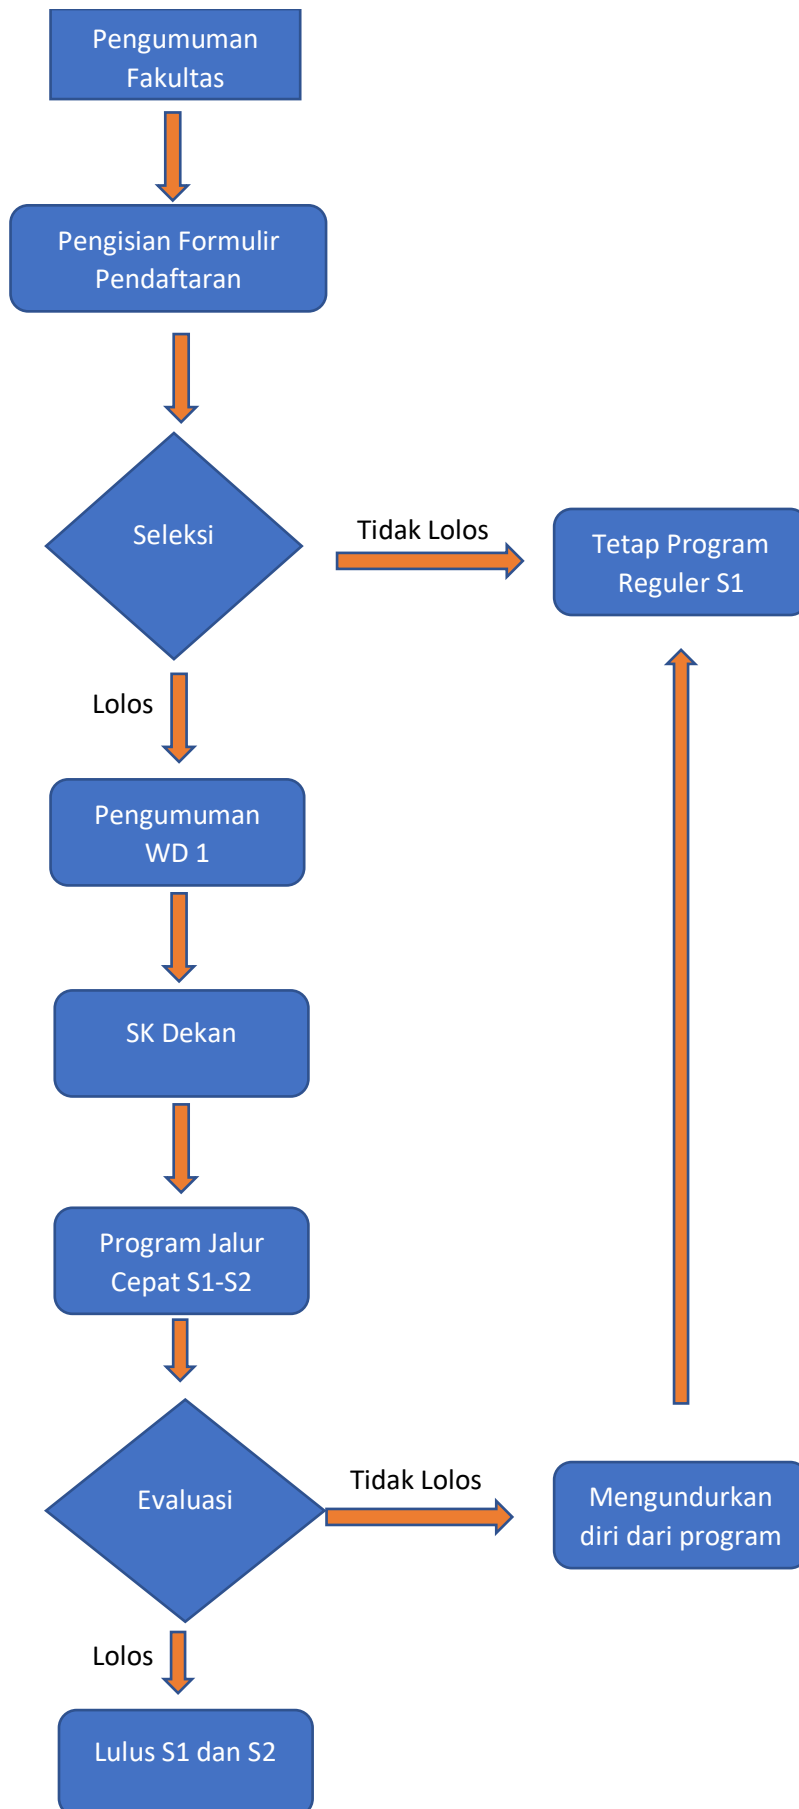 Pengumuman
Fakultas
Pengisian Formulir
Pendaftaran
Seleksi
Tidak Lolos
Tetap Program
Reguler S1
Lolos
Pengumuman
WD 1
SK Dekan
Program Jalur
Cepat S1-S2
Evaluasi
Tidak Lolos
Mengundurkan
diri dari program
Lolos
Lulus S1 dan S2